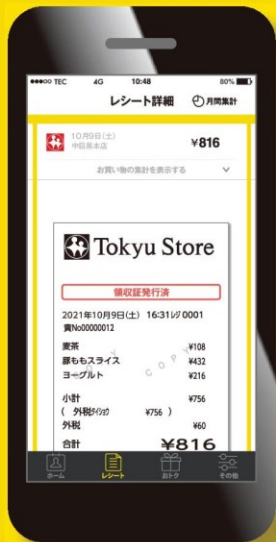 ●●●○○ TEC 4G 10:48 80%
レシート詳細 月間集計
10月9日(土)
中目黒本店
¥816
お買い物の集計を表示する
Tokyu Store
領収証発行済
2021年10月9日(土) 16:31レジ0001
責No00000012
麦茶 ¥108
豚ももスライス ¥432
ヨーグルト ¥216
COPY
小計 ¥756
( 外税対象 ¥756 )
外税 ¥60
合計 ¥816
ホーム レシート おトク その他